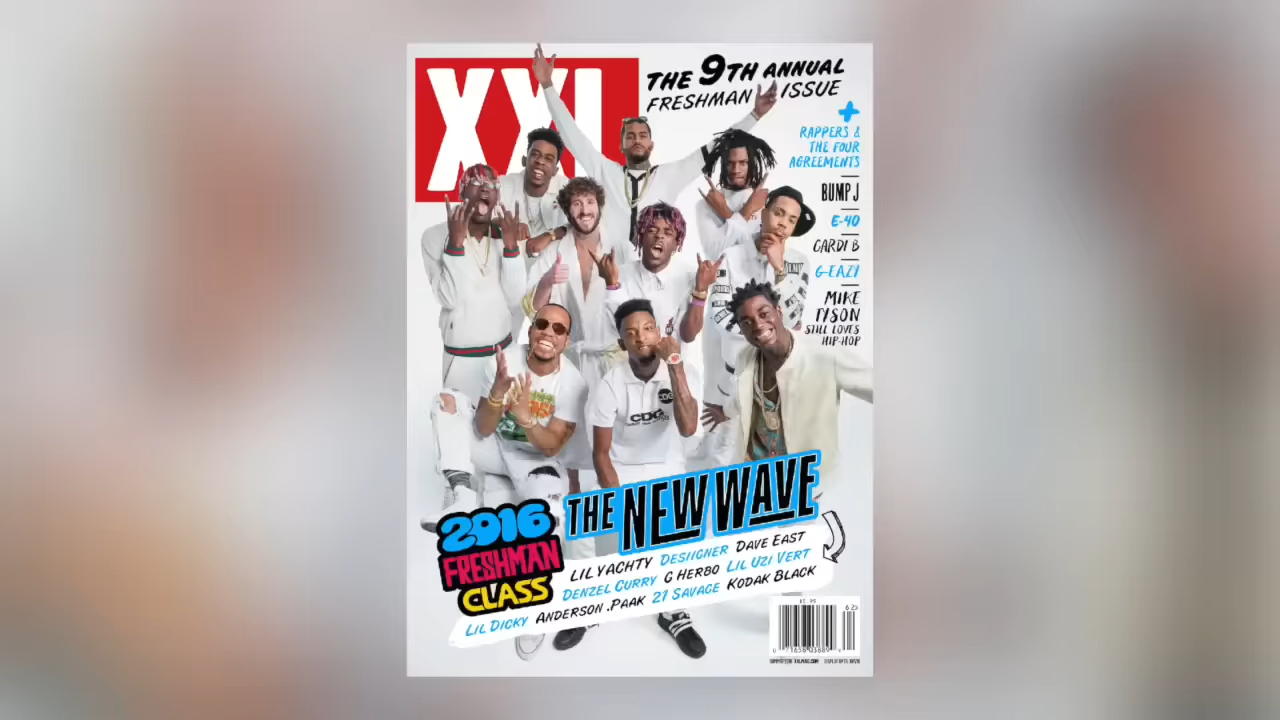 XXL
THE 9TH ANNUAL
FRESHMAN ISSUE
+
RAPPERS &
THE FOUR
AGREEMENTS
BUMP J
E-40
CARDI B
G-EAZY
MIKE
TYSON
STILL LOVES
HIP-HOP
CDG
CDG
THE NEW WAVE
2016
FRESHMAN
CLASS
LIL YACHTY DESIIGNER DAVE EAST
DENZEL CURRY G HERBO LIL UZI VERT
LIL DICKY ANDERSON .PAAK 21 SAVAGE KODAK BLACK